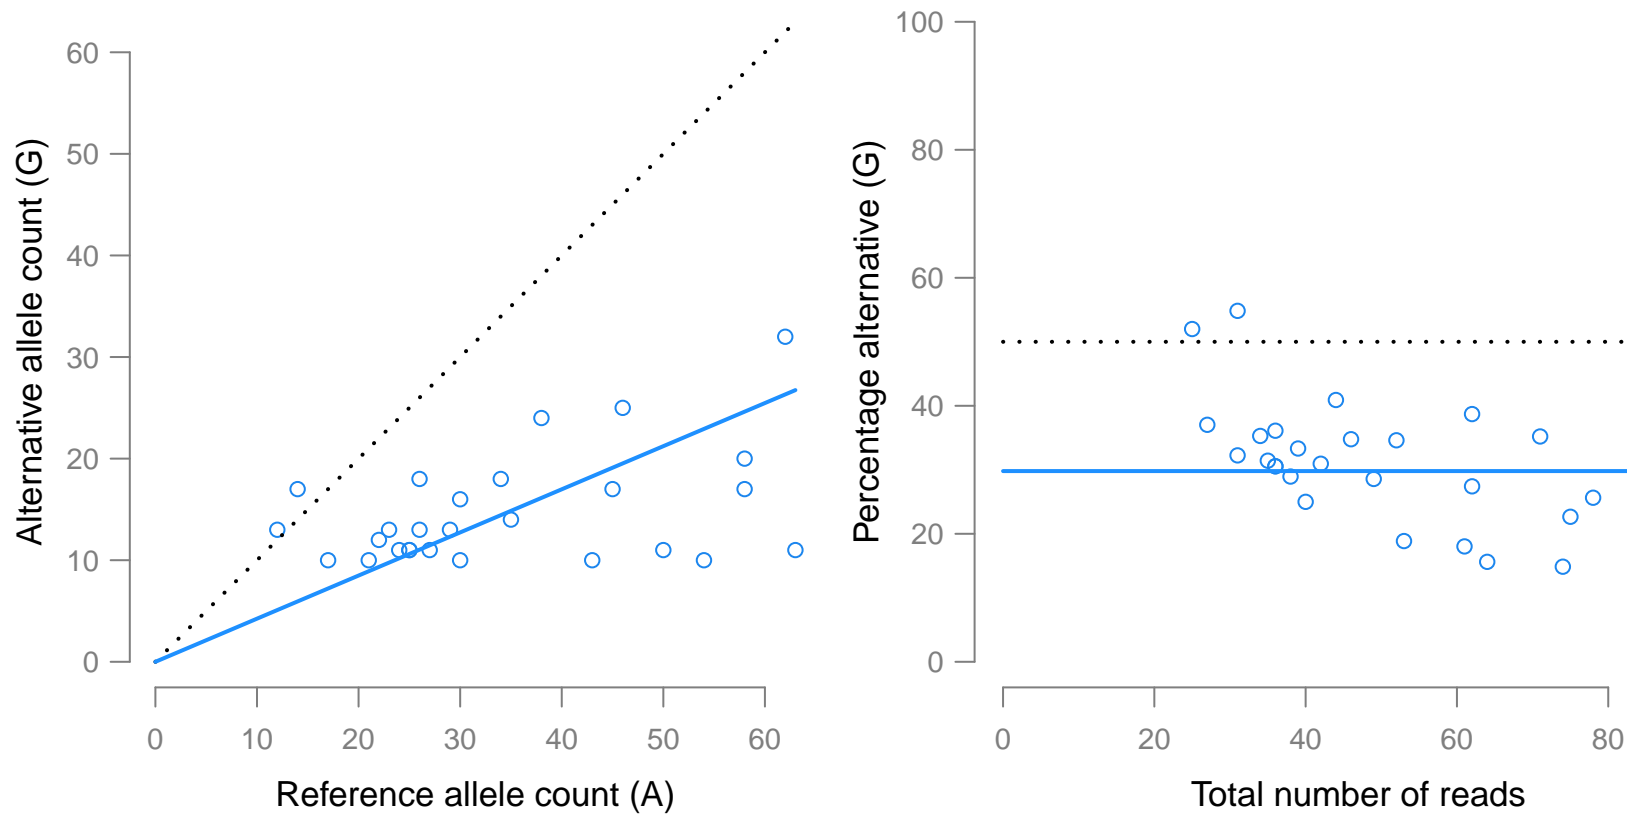 Alternative allele count (G)
60
50
40
30
20
10
0
0 10 20 30 40 50 60
Reference allele count (A)
Percentage alternative (G)
100
80
60
40
20
0
0 20 40 60 80
Total number of reads